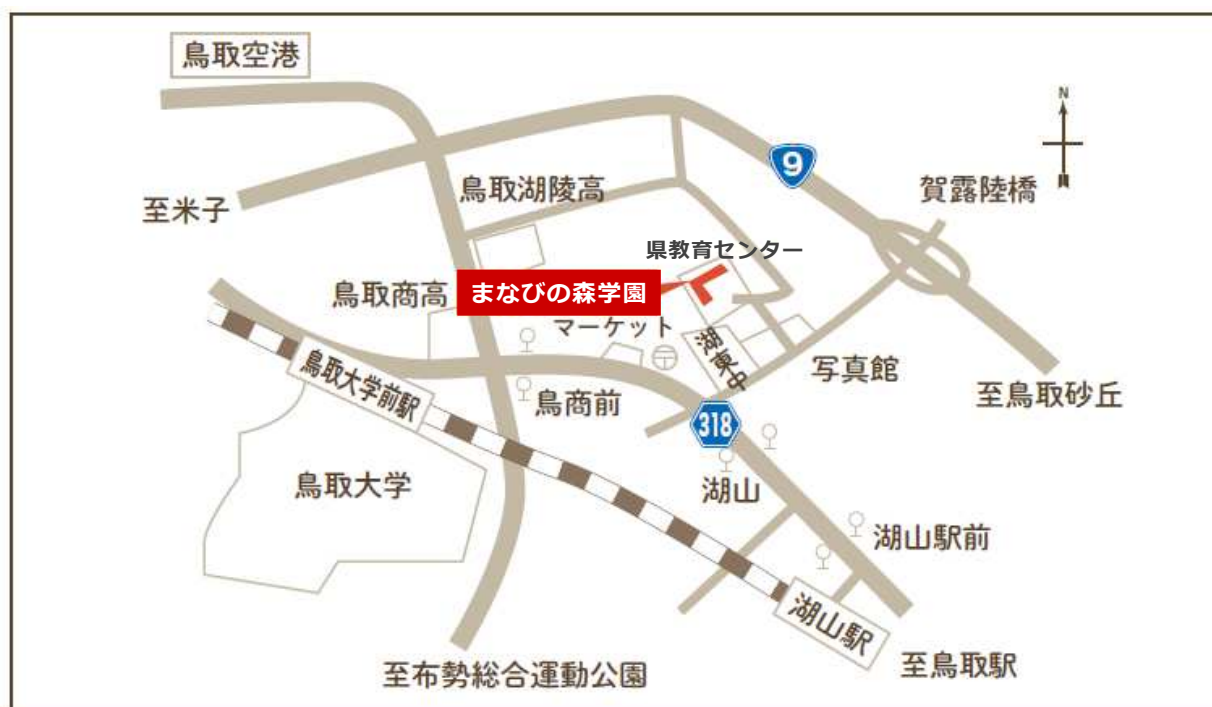 鳥取空港
N
9
賀露陸橋
至米子
鳥取湖陵高
県教育センター
鳥取商高
まなびの森学園
マーケット
〒
湖東中
写真館
至鳥取砂丘
鳥取大学前駅
鳥商前
318
鳥取大学
湖山
湖山駅前
湖山駅
至布勢総合運動公園
至鳥取駅